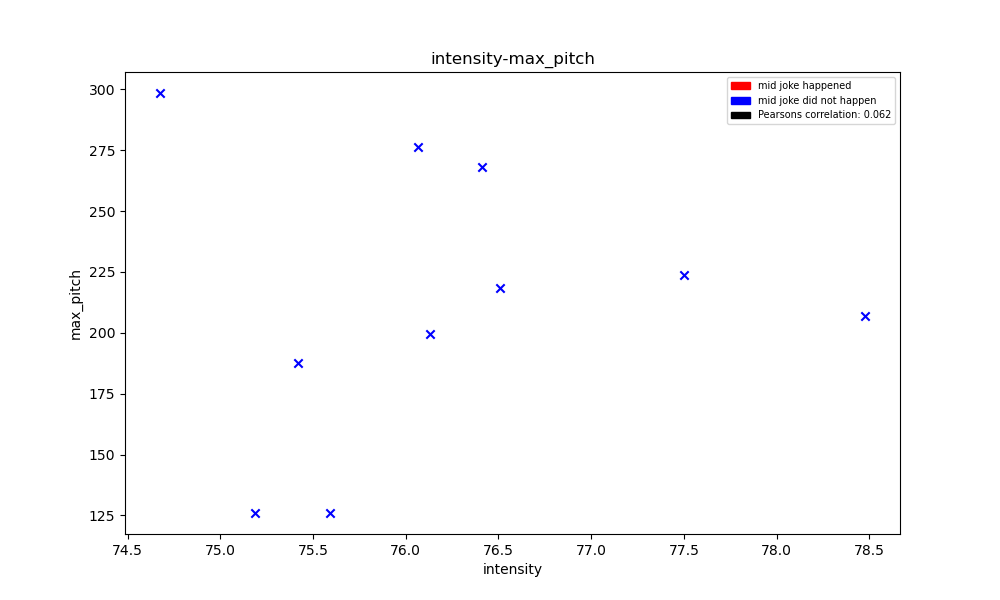 intensity-max_pitch
mid joke happened
mid joke did not happen
Pearsons correlation: 0.062
300
275
250
225
200
175
150
125
max_pitch
74.5 75.0 75.5 76.0 76.5 77.0 77.5 78.0 78.5
intensity